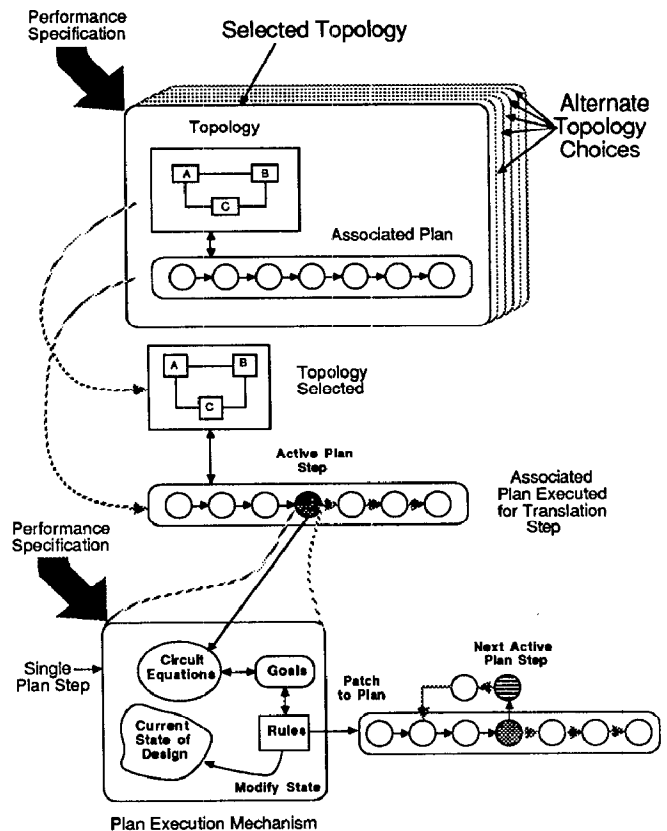 Performance
Specification
Selected Topology
Alternate
Topology
Choices
Topology
A
B
C
Associated Plan
A
B
C
Topology
Selected
Active Plan
Step
Associated
Plan Executed
for Translation
Step
Performance
Specification
Single
Plan Step
Circuit
Equations
Goals
Current
State of
Design
Rules
Modify State
Patch
to Plan
Next Active
Plan Step
Plan Execution Mechanism